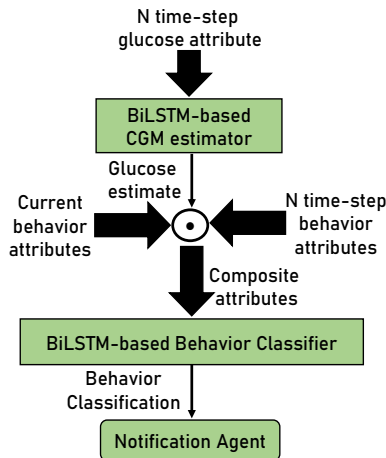 N time-step
glucose attribute
BiLSTM-based
CGM estimator
Glucose
estimate
Current
behavior
attributes
N time-step
behavior
attributes
Composite
attributes
BiLSTM-based Behavior Classifier
Behavior
Classification
Notification Agent